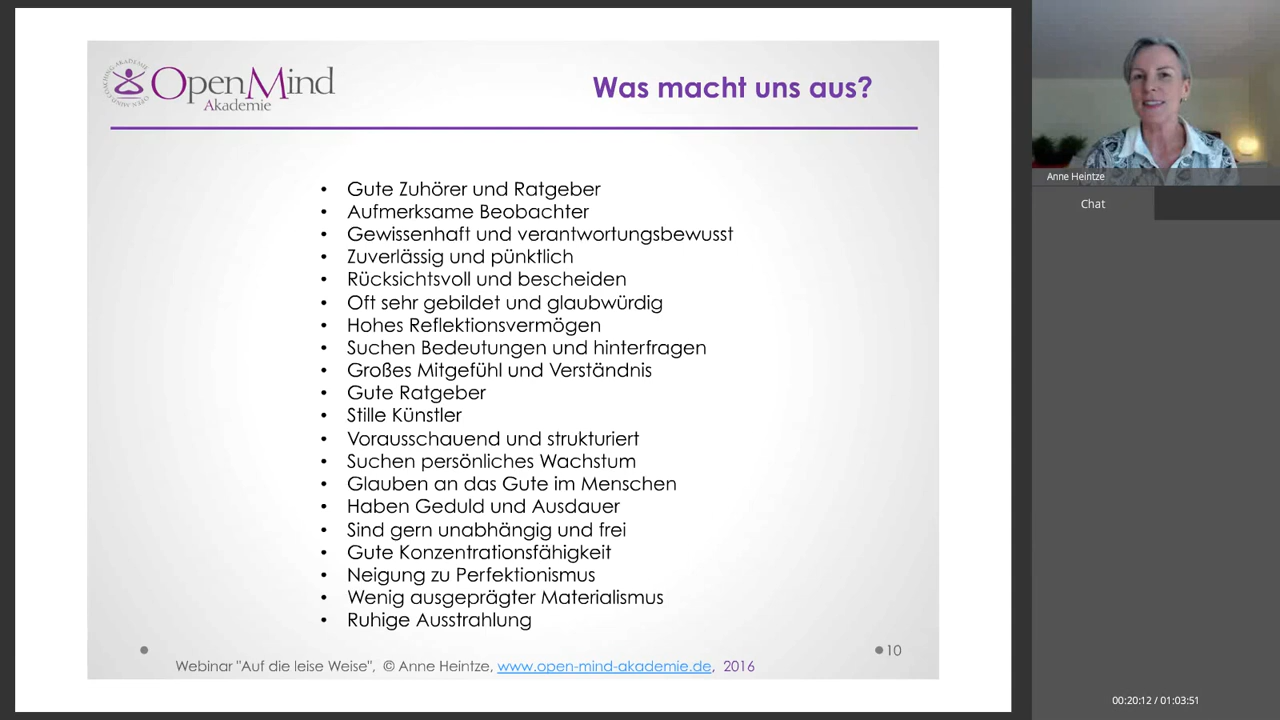 OpenMind
Akademie
Was macht uns aus?
• Gute Zuhörer und Ratgeber
• Aufmerksame Beobachter
• Gewissenhaft und verantwortungsbewusst
• Zuverlässig und pünktlich
• Rücksichtsvoll und bescheiden
• Oft sehr gebildet und glaubwürdig
• Hohes Reflektionsvermögen
• Suchen Bedeutungen und hinterfragen
• Großes Mitgefühl und Verständnis
• Gute Ratgeber
• Stille Künstler
• Vorausschauend und strukturiert
• Suchen persönliches Wachstum
• Glauben an das Gute im Menschen
• Haben Geduld und Ausdauer
• Sind gern unabhängig und frei
• Gute Konzentrationsfähigkeit
• Neigung zu Perfektionismus
• Wenig ausgeprägter Materialismus
• Ruhige Ausstrahlung
10
Webinar "Auf die leise Weise", © Anne Heintze, www.open-mind-akademie.de, 2016
Anne Heintze
Chat
00:20:12 / 01:03:51